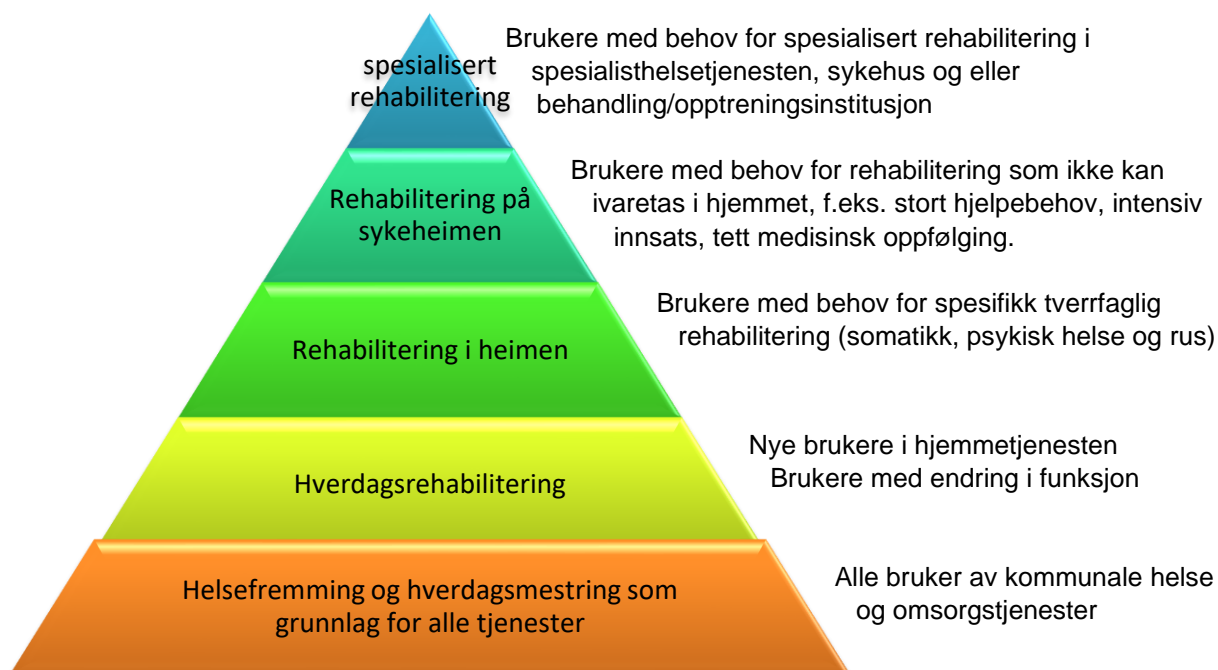 spesialisert
rehabilitering
Brukere med behov for spesialisert rehabilitering i
spesialisthelsetjenesten, sykehus og eller
behandling/opptreningsinstitusjon
Rehabilitering på
sykeheimen
Brukere med behov for rehabilitering som ikke kan
ivaretas i hjemmet, f.eks. stort hjelpebehov, intensiv
innsats, tett medisinsk oppfølging.
Rehabilitering i heimen
Brukere med behov for spesifikk tverrfaglig
rehabilitering (somatikk, psykisk helse og rus)
Hverdagsrehabilitering
Nye brukere i hjemmetjenesten
Brukere med endring i funksjon
Helsefremming og hverdagsmestring som
grunnlag for alle tjenester
Alle bruker av kommunale helse
og omsorgstjenester